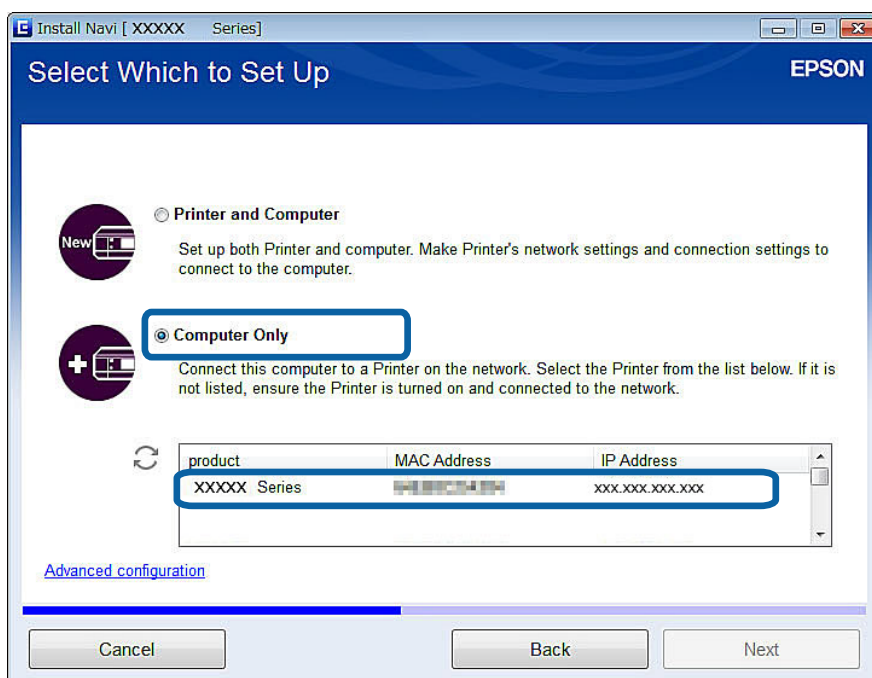 Install Navi [ XXXXX Series]
Select Which to Set Up
EPSON
New
Printer and Computer
Set up both Printer and computer. Make Printer's network settings and connection settings to
connect to the computer.
Computer Only
Connect this computer to a Printer on the network. Select the Printer from the list below. If it is
not listed, ensure the Printer is turned on and connected to the network.
product MAC Address IP Address
XXXXX Series xxx.xxx.xxx.xxx
Advanced configuration
Cancel Back Next